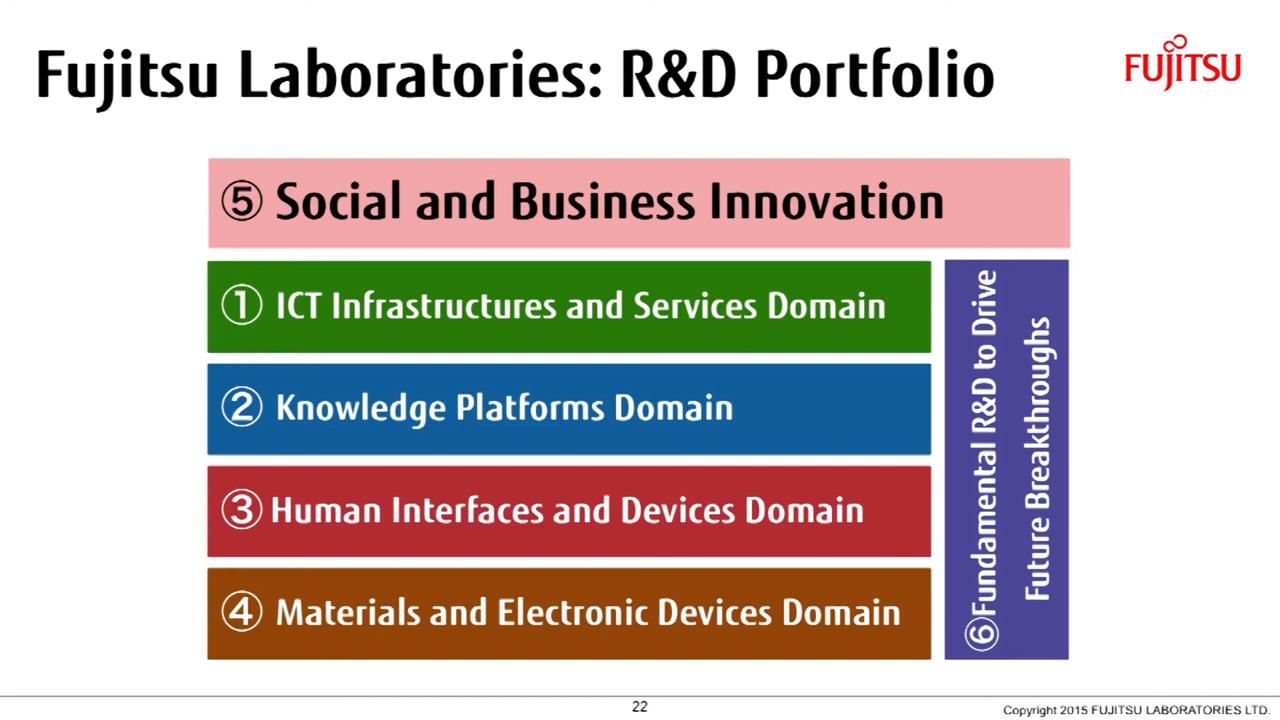 Fujitsu Laboratories: R&D Portfolio
FUJITSU
⑤ Social and Business Innovation
① ICT Infrastructures and Services Domain
② Knowledge Platforms Domain
③ Human Interfaces and Devices Domain
④ Materials and Electronic Devices Domain
⑥Fundamental R&D to Drive
Future Breakthroughs
22
Copyright 2015 FUJITSU LABORATORIES LTD.